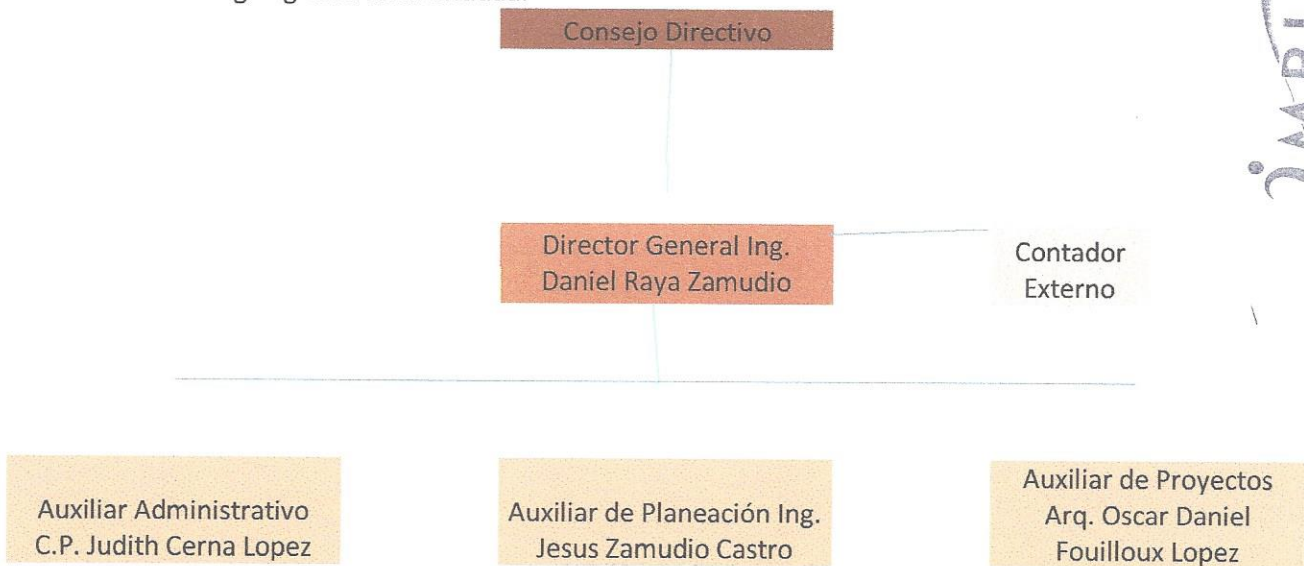 Consejo Directivo
Director General Ing.
Daniel Raya Zamudio
Contador
Externo
Auxiliar Administrativo
C.P. Judith Cerna Lopez
Auxiliar de Planeación Ing.
Jesus Zamudio Castro
Auxiliar de Proyectos
Arq. Oscar Daniel
Fouilloux Lopez